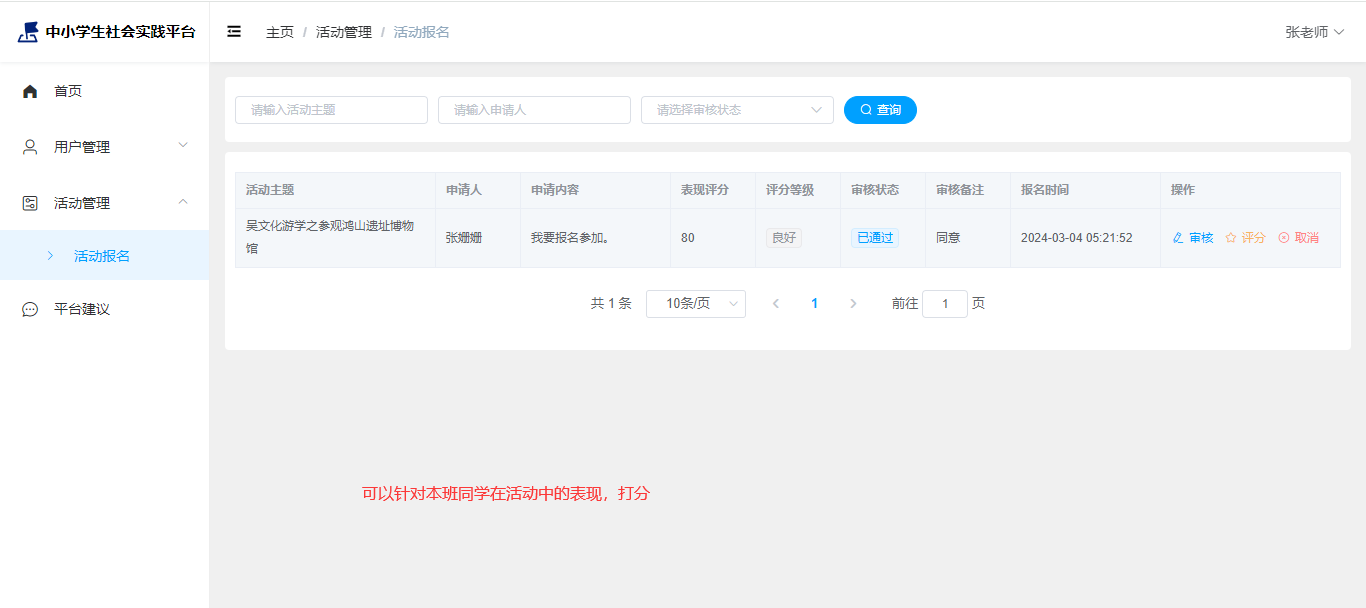 中小学生社会实践平台
主页 / 活动管理 / 活动报名
张老师
首页
用户管理
活动管理
活动报名
平台建议
请输入活动主题
请输入申请人
请选择审核状态
查询
活动主题 申请人 申请内容 表现评分 评分等级 审核状态 审核备注 报名时间 操作
吴文化游学之参观鸿山遗址博物
馆
张姗姗 我要报名参加。 80 良好 已通过 同意 2024-03-04 05:21:52 审核 评分 取消
共 1 条 10条/页 1 前往 1 页
可以针对本班同学在活动中的表现，打分